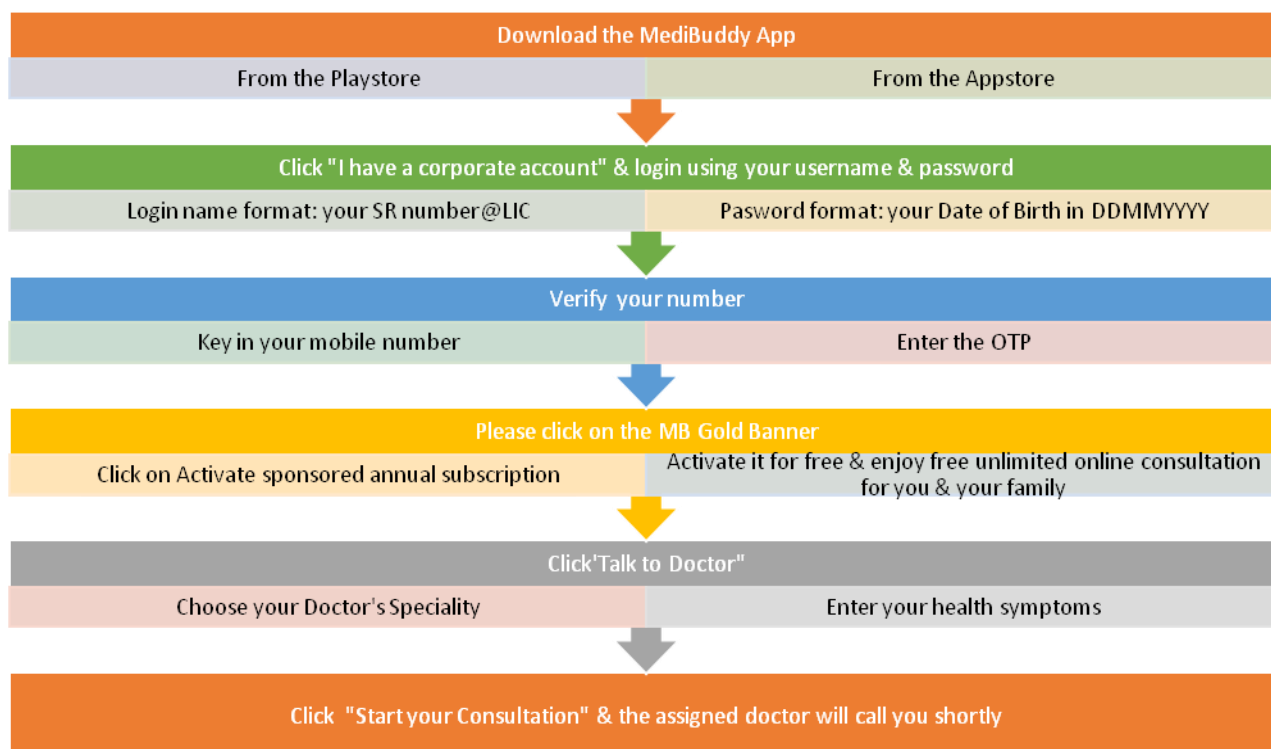 Download the MediBuddy App
From the Playstore
From the Appstore
Click "I have a corporate account" & login using your username & password
Login name format: your SR number@LIC
Pasword format: your Date of Birth in DDMMYYYY
Verify your number
Key in your mobile number
Enter the OTP
Please click on the MB Gold Banner
Click on Activate sponsored annual subscription
Activate it for free & enjoy free unlimited online consultation
for you & your family
Click'Talk to Doctor"
Choose your Doctor's Speciality
Enter your health symptoms
Click "Start your Consultation" & the assigned doctor will call you shortly